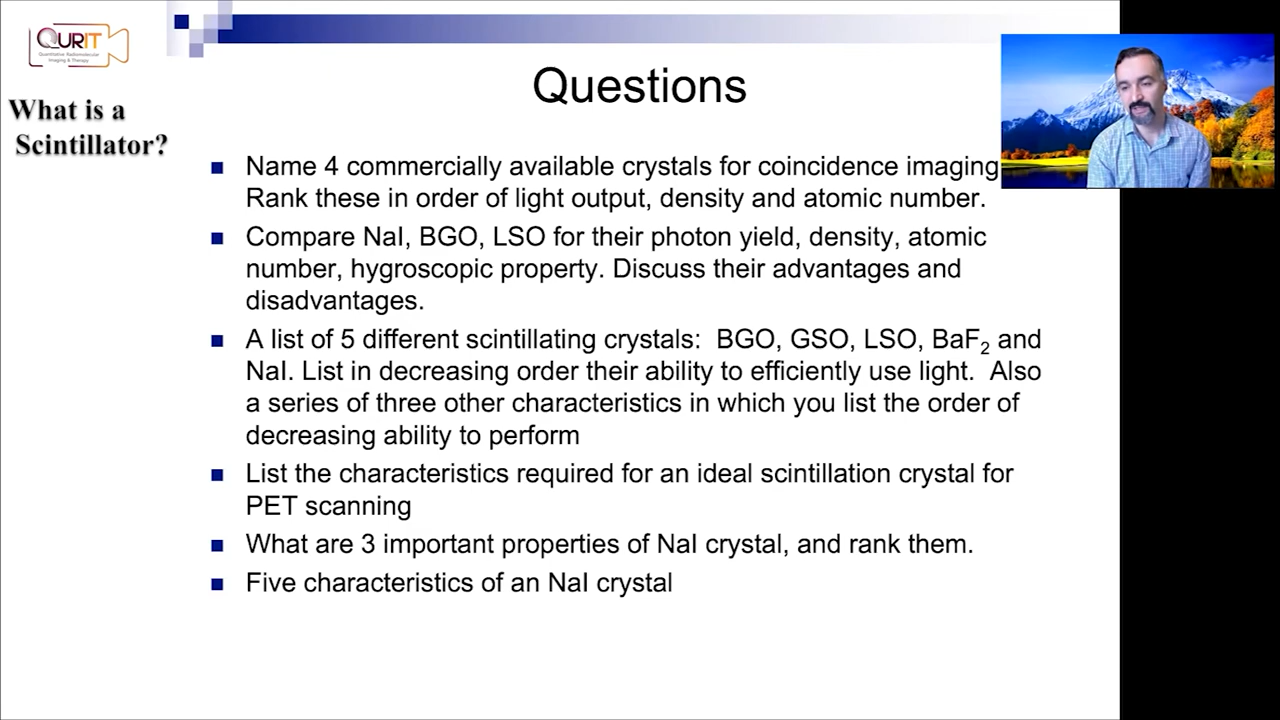 QURIT
Quantitative Radiomolecular
Imaging & Therapy
What is a
Scintillator?
Questions
Name 4 commercially available crystals for coincidence imaging
Rank these in order of light output, density and atomic number.
Compare NaI, BGO, LSO for their photon yield, density, atomic
number, hygroscopic property. Discuss their advantages and
disadvantages.
A list of 5 different scintillating crystals:  BGO, GSO, LSO, BaF₂ and
NaI. List in decreasing order their ability to efficiently use light.  Also
a series of three other characteristics in which you list the order of
decreasing ability to perform
List the characteristics required for an ideal scintillation crystal for
PET scanning
What are 3 important properties of NaI crystal, and rank them.
Five characteristics of an NaI crystal